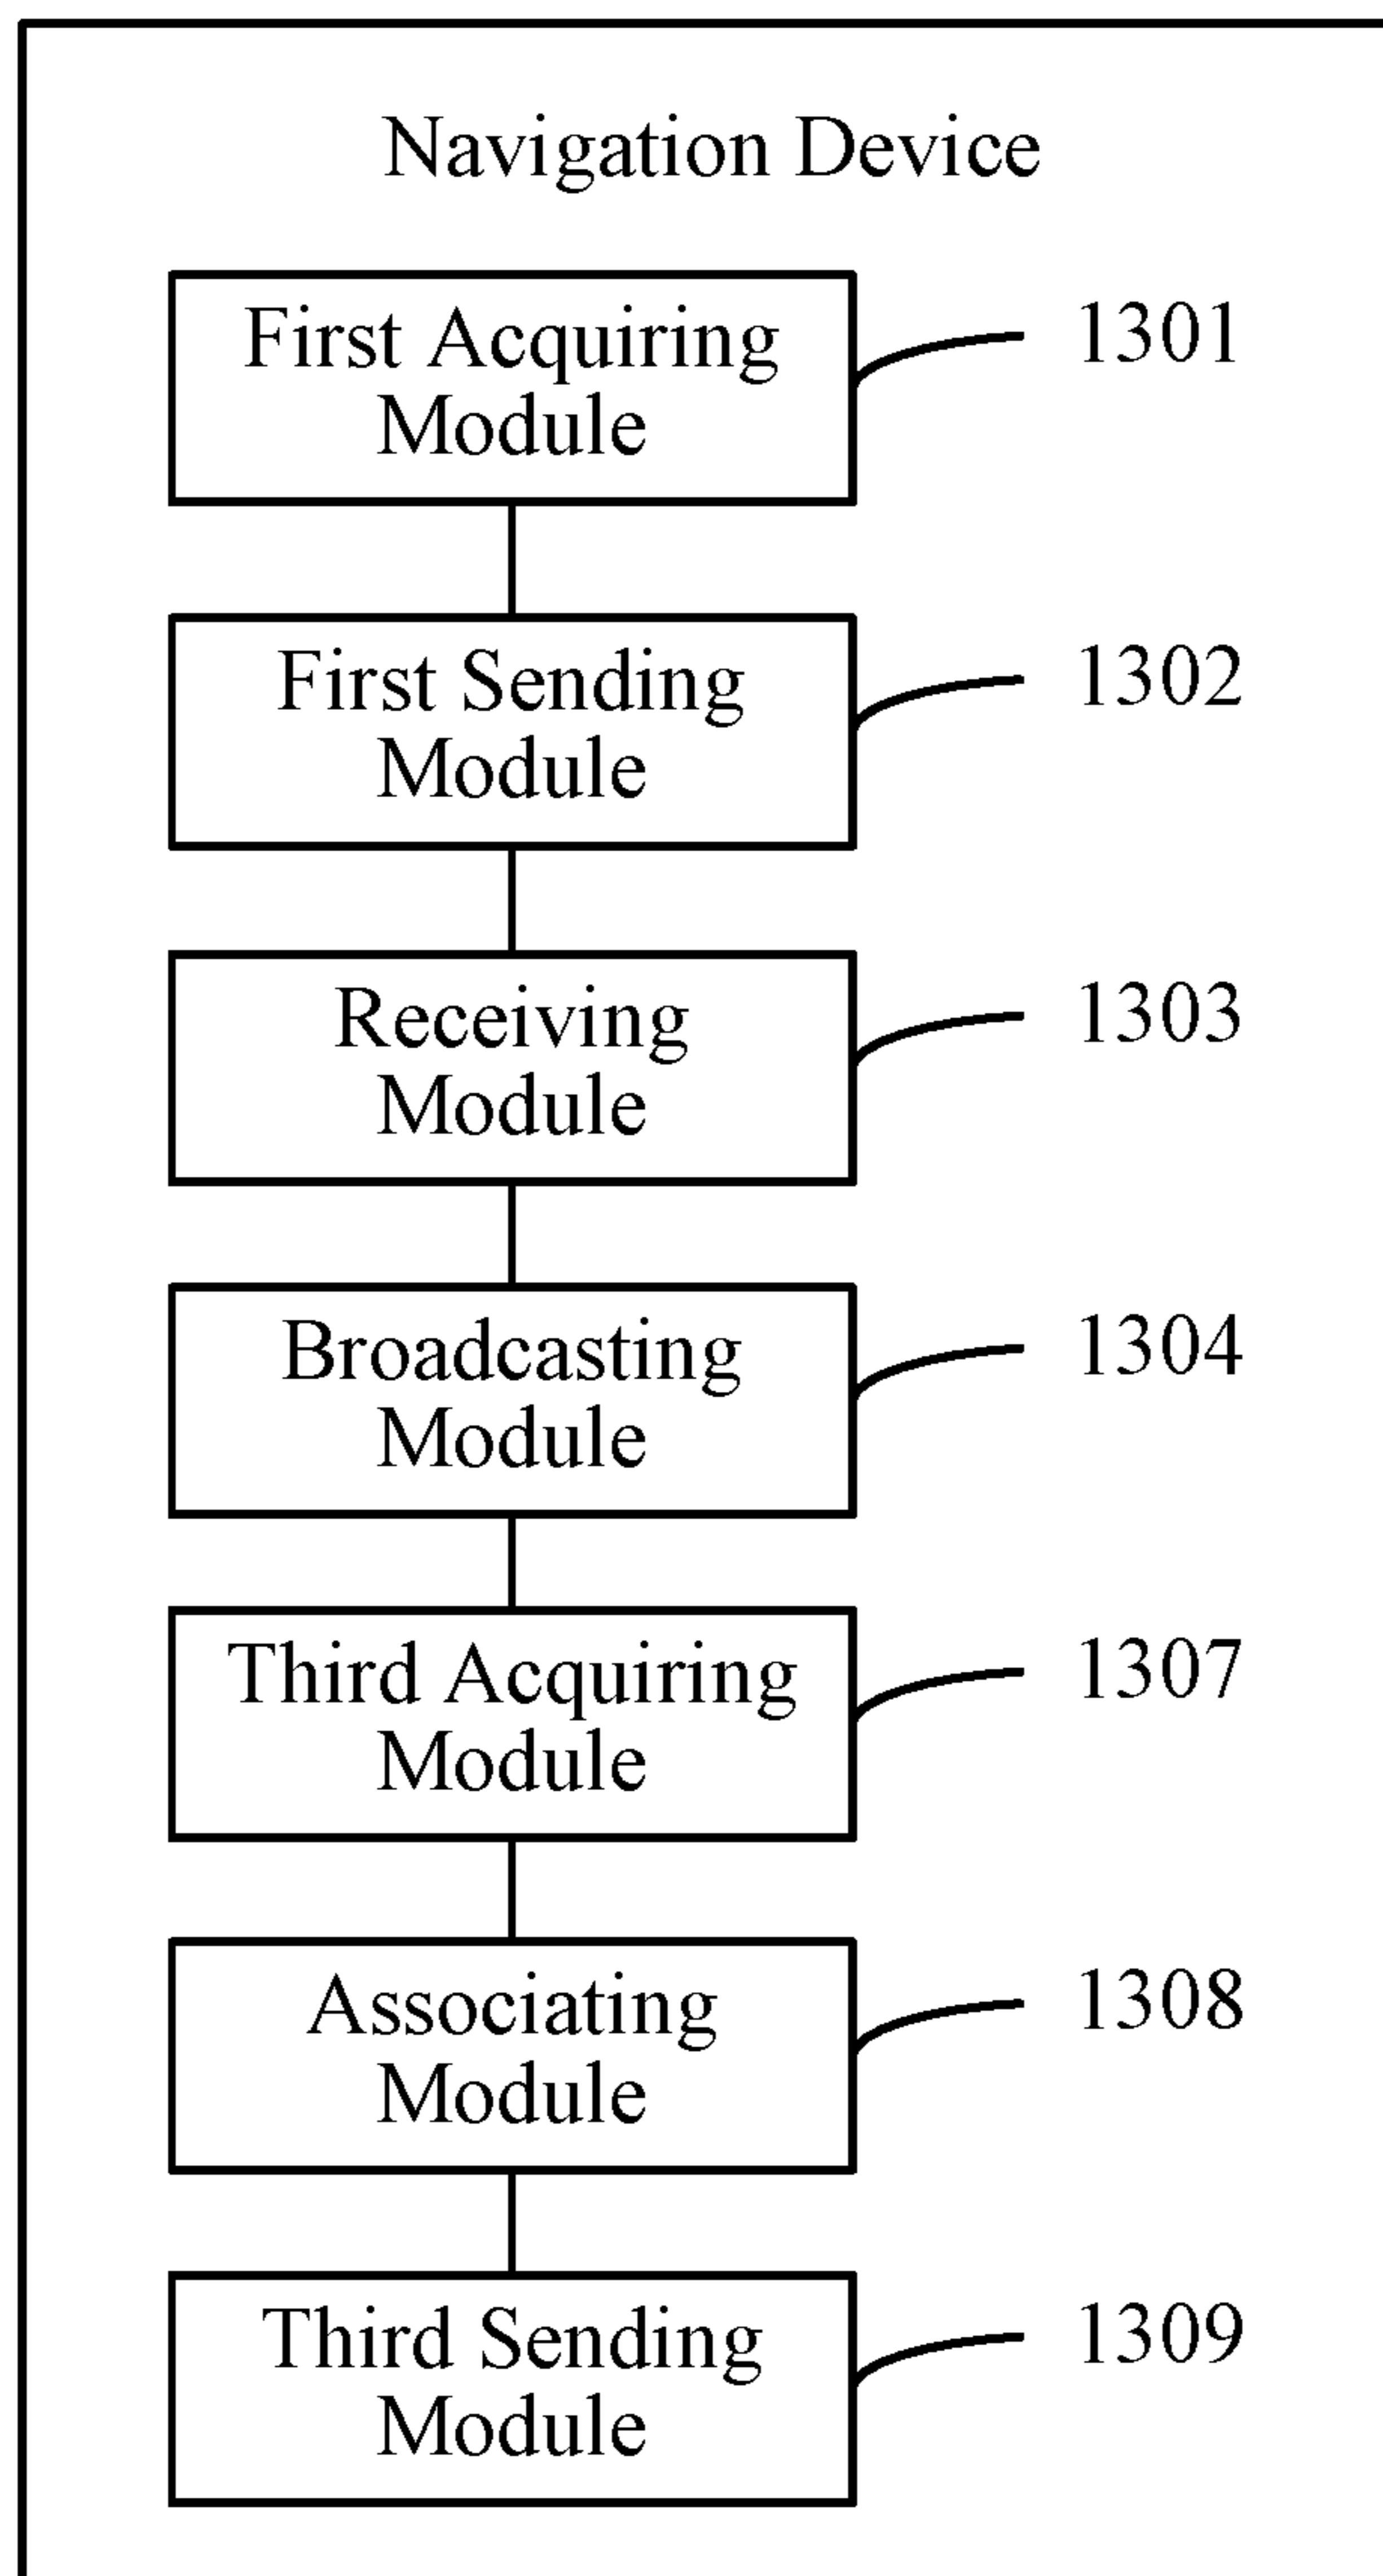 Navigation Device
First Acquiring
Module
1301
First Sending
Module
1302
Receiving
Module
1303
Broadcasting
Module
1304
Third Acquiring
Module
1307
Associating
Module
1308
Third Sending
Module
1309